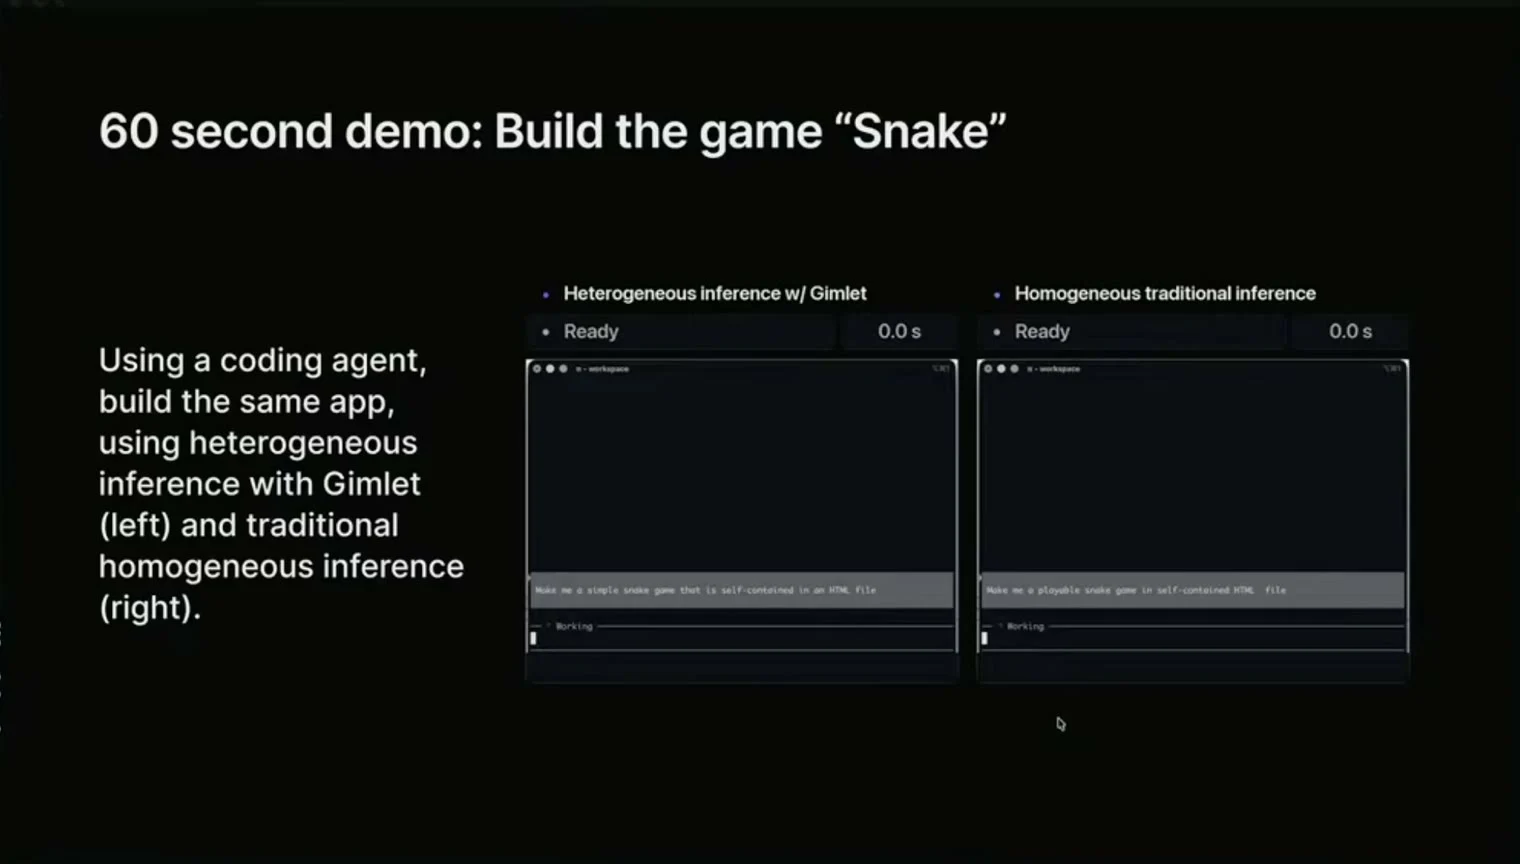 60 second demo: Build the game “Snake”
Using a coding agent,
build the same app,
using heterogeneous
inference with Gimlet
(left) and traditional
homogeneous inference
(right).
• Heterogeneous inference w/ Gimlet
• Ready 0.0 s
π - workspace
Make me a simple snake game that is self-contained in an HTML file
Working
• Homogeneous traditional inference
• Ready 0.0 s
π - workspace
Make me a playable snake game in self-contained HTML file
Working